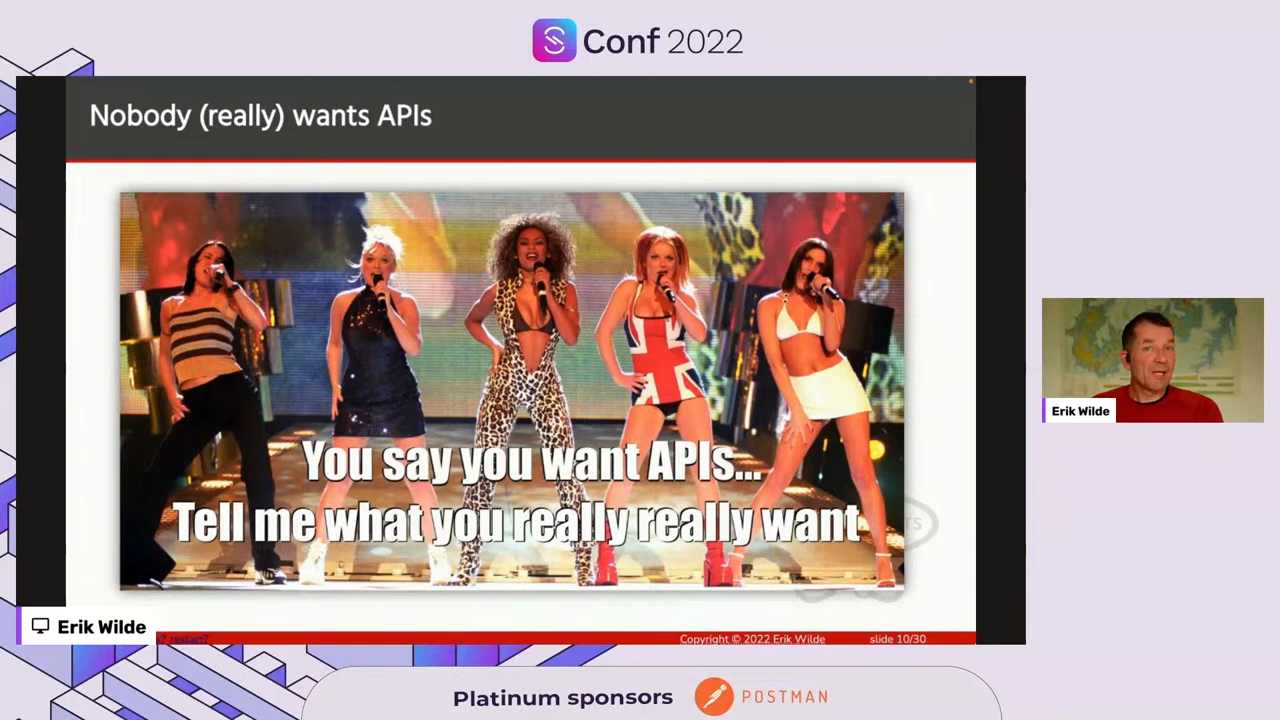 Conf 2022
Nobody (really) wants APIs
You say you want APIs...
Tell me what you really really want
Erik Wilde
Erik Wilde
restart?
Copyright © 2022 Erik Wilde
slide 10/30
Platinum sponsors
POSTMAN